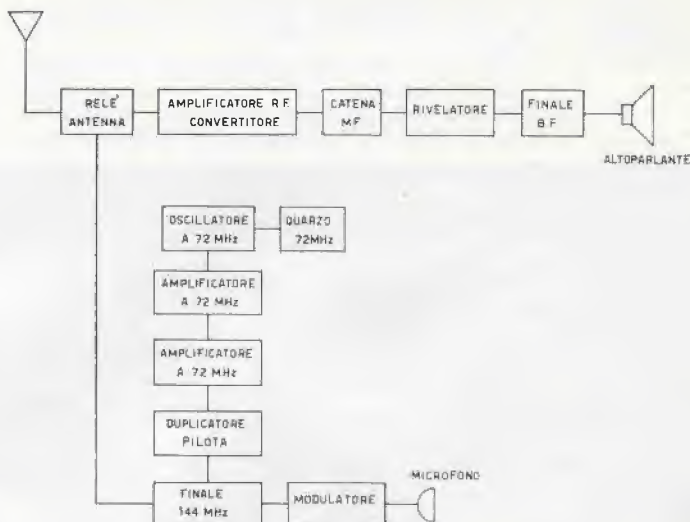 RELE'
ANTENNA
AMPLIFICATORE R.F.
CONVERTITORE
CATENA
M.F.
RIVELATORE
FINALE
B.F.
ALTOPARLANTE
OSCILLATORE
A 72 MHz
QUARZO
72MHz
AMPLIFICATORE
A 72 MHz
AMPLIFICATORE
A 72 MHz
DUPLICATORE
PILOTA
FINALE
144 MHz
MODULATORE
MICROFONO